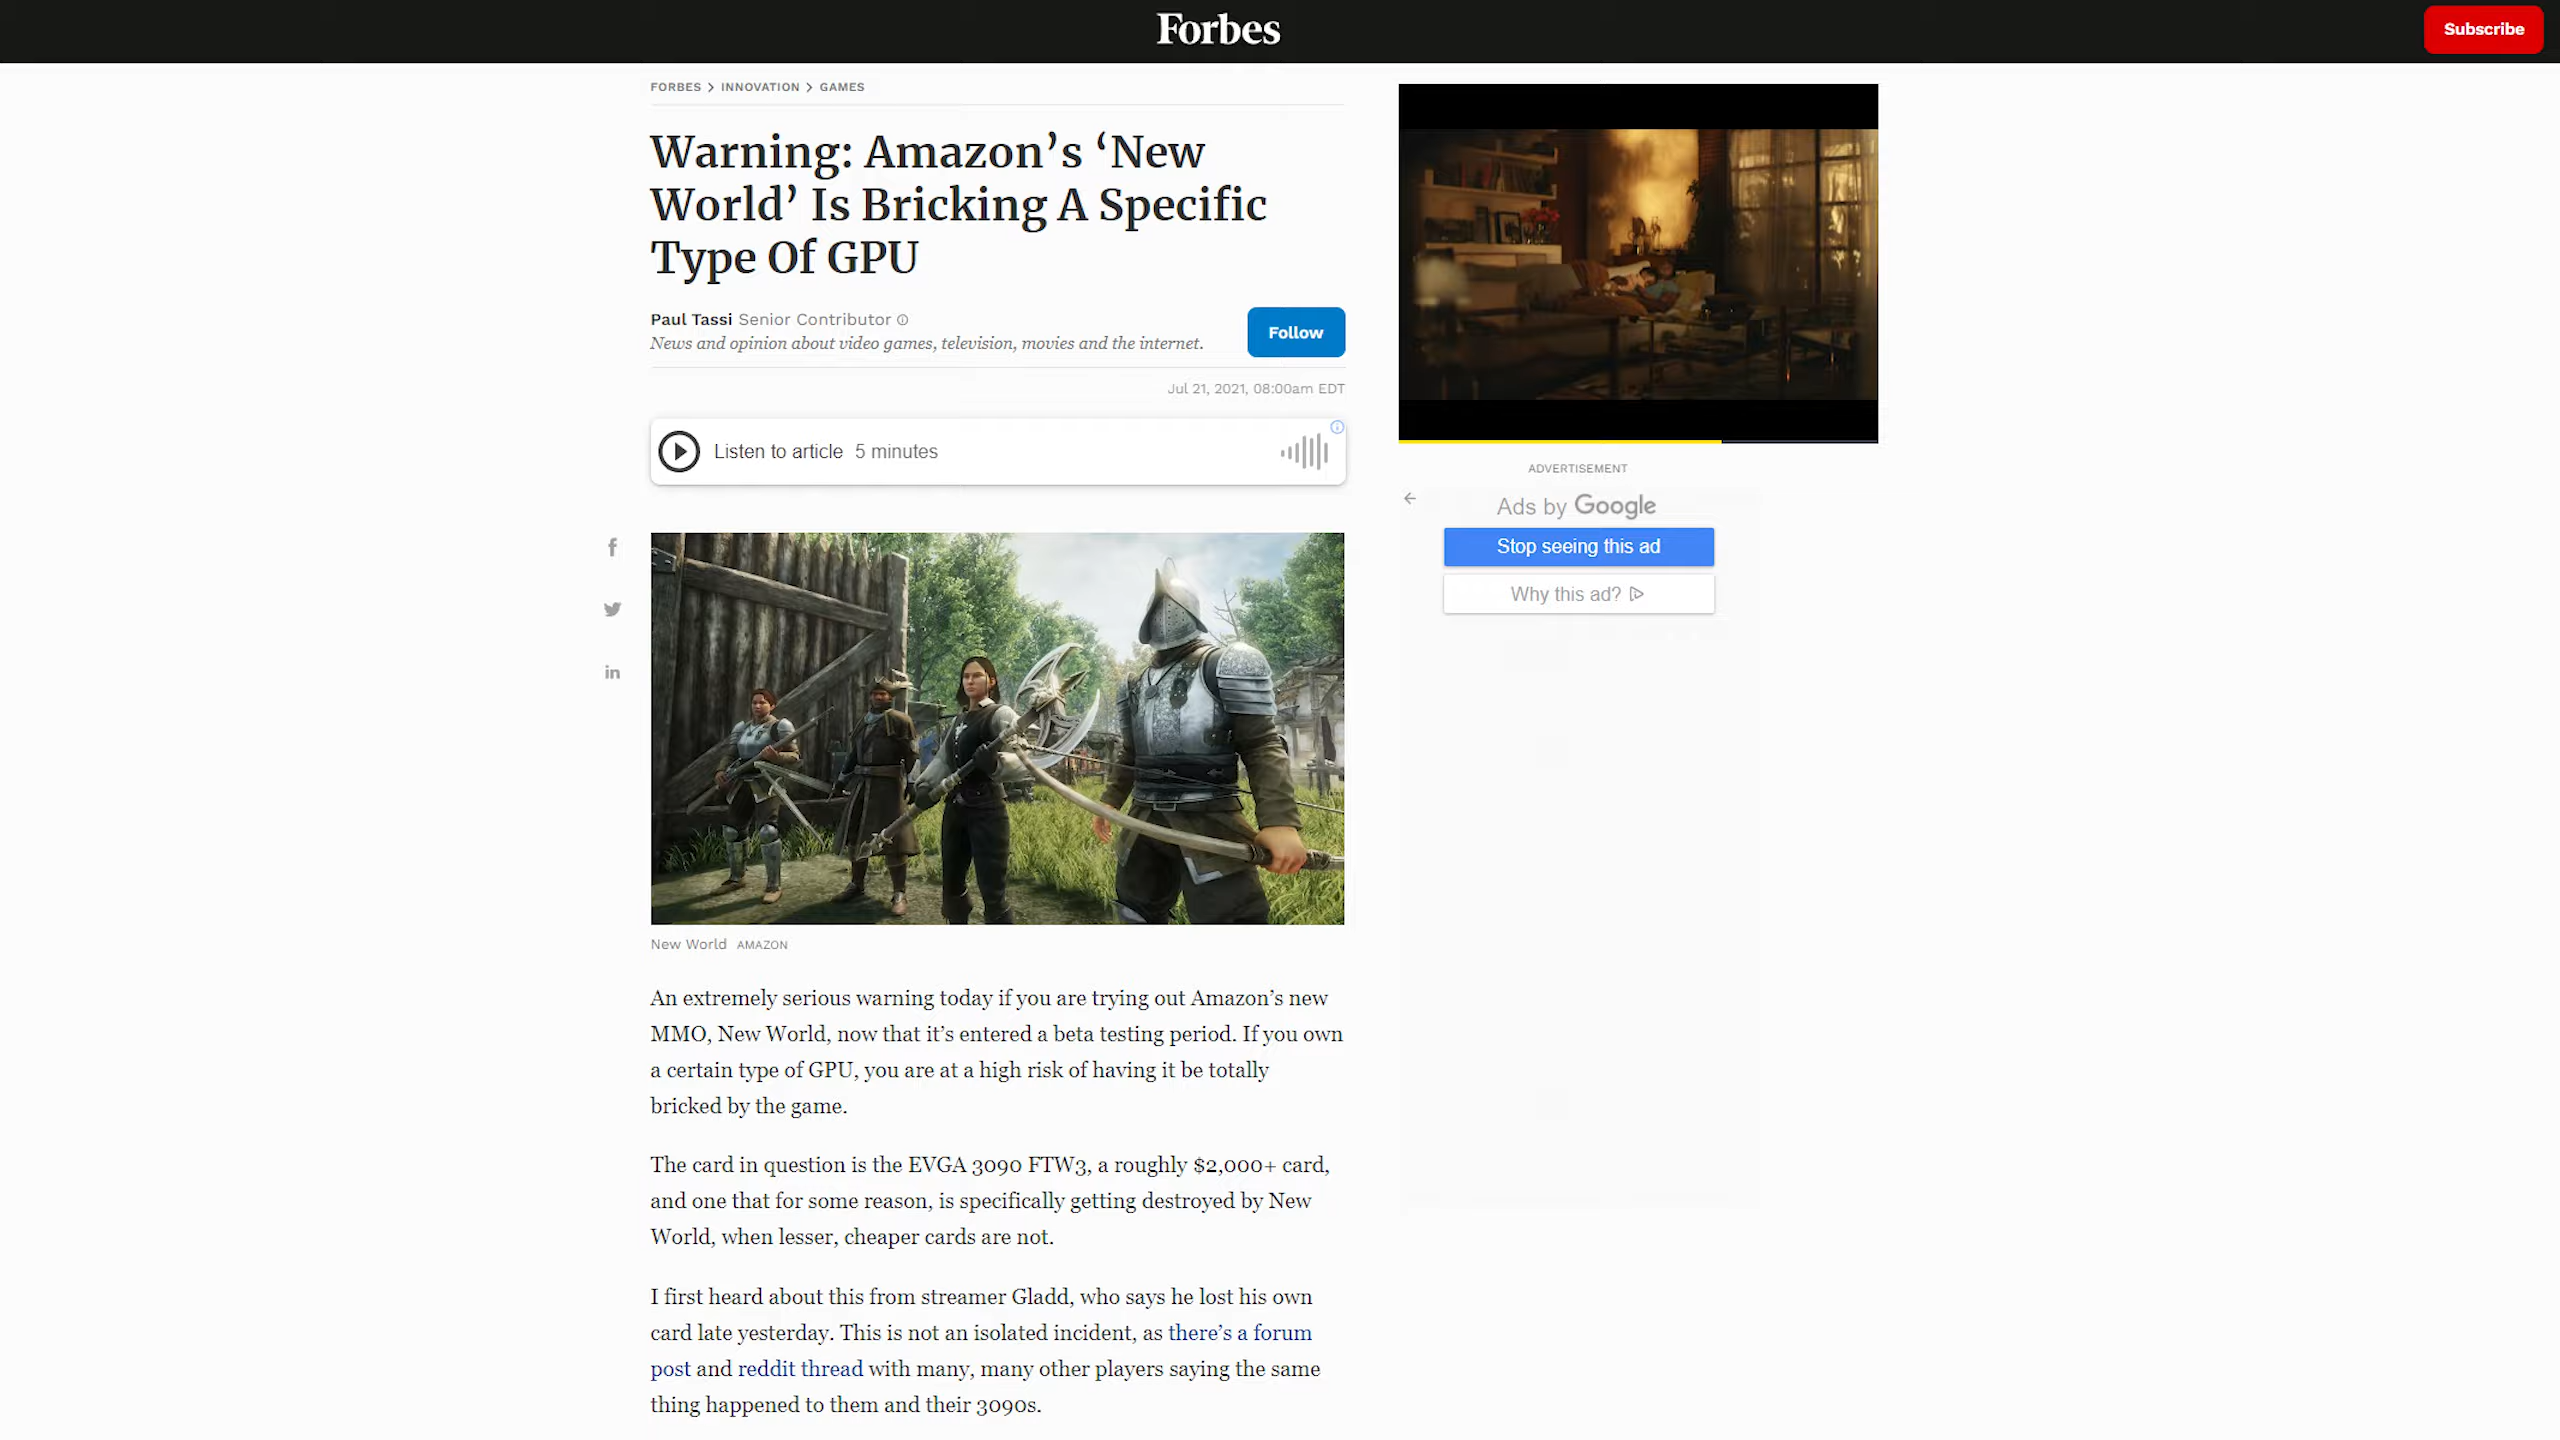 Forbes
Subscribe
FORBES > INNOVATION > GAMES
Warning: Amazon’s ‘New
World’ Is Bricking A Specific
Type Of GPU
Paul Tassi Senior Contributor
News and opinion about video games, television, movies and the internet.
Follow
Jul 21, 2021, 08:00am EDT
Listen to article 5 minutes
New World AMAZON
An extremely serious warning today if you are trying out Amazon’s new
MMO, New World, now that it’s entered a beta testing period. If you own
a certain type of GPU, you are at a high risk of having it be totally
bricked by the game.
The card in question is the EVGA 3090 FTW3, a roughly $2,000+ card,
and one that for some reason, is specifically getting destroyed by New
World, when lesser, cheaper cards are not.
I first heard about this from streamer Gladd, who says he lost his own
card late yesterday. This is not an isolated incident, as there’s a forum
post and reddit thread with many, many other players saying the same
thing happened to them and their 3090s.
ADVERTISEMENT
Ads by Google
Stop seeing this ad
Why this ad?